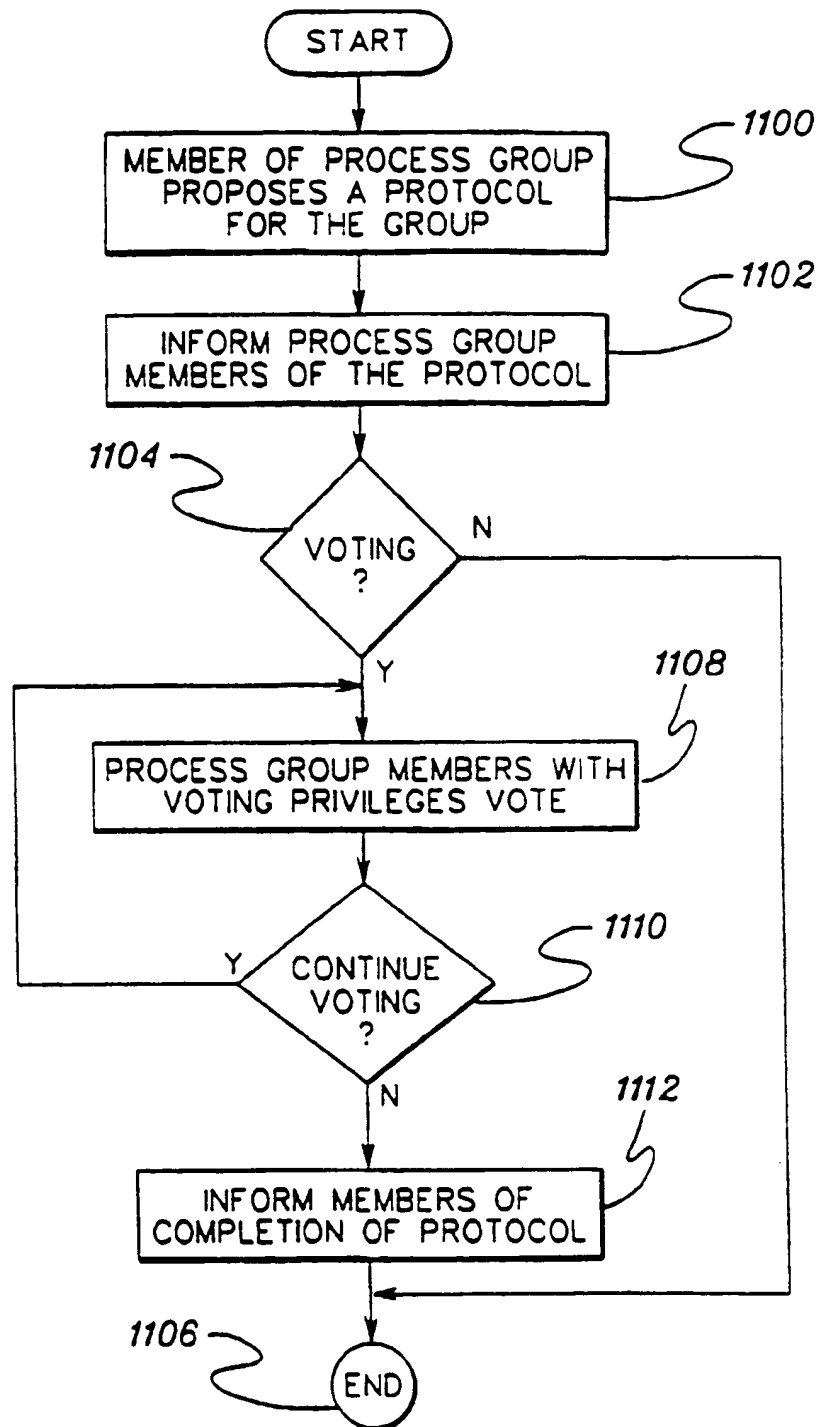 START
MEMBER OF PROCESS GROUP
PROPOSES A PROTOCOL
FOR THE GROUP
1100
INFORM PROCESS GROUP
MEMBERS OF THE PROTOCOL
1102
1104
VOTING
?
N
Y
1108
PROCESS GROUP MEMBERS WITH
VOTING PRIVILEGES VOTE
1110
Y
CONTINUE
VOTING
?
N
1112
INFORM MEMBERS OF
COMPLETION OF PROTOCOL
1106
END